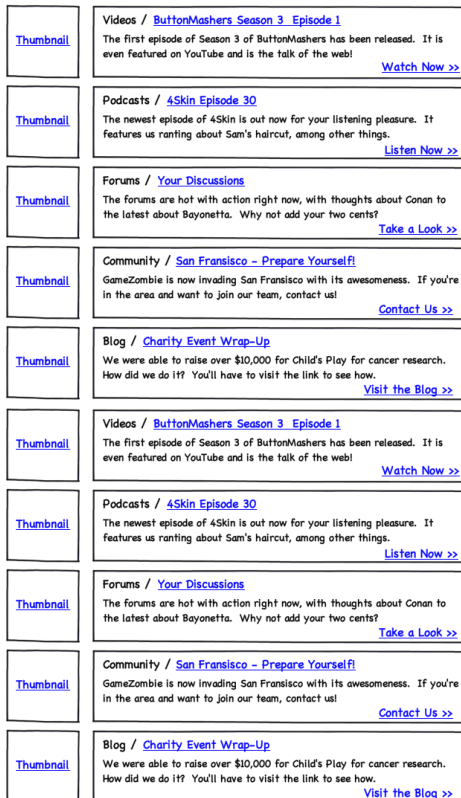 Videos / ButtonMashers Season 3 Episode 1
Thumbnail
The first episode of Season 3 of ButtonMashers has been released. It is
even featured on YouTube and is the talk of the web!
Watch Now >>
Podcasts / 4Skin Episode 30
Thumbnail
The newest episode of 4Skin is out now for your listening pleasure. It
features us ranting about Sam's haircut, among other things.
Listen Now >>
Forums / Your Discussions
Thumbnail
The forums are hot with action right now, with thoughts about Conan to
the latest about Bayonetta. Why not add your two cents?
Take a Look >>
Community / San Fransisco - Prepare Yourself!
Thumbnail
GameZombie is now invading San Fransisco with its awesomeness. If you're
in the area and want to join our team, contact us!
Contact Us >>
Blog / Charity Event Wrap-Up
Thumbnail
We were able to raise over $10,000 for Child's Play for cancer research.
How did we do it? You'll have to visit the link to see how.
Visit the Blog >>
Videos / ButtonMashers Season 3 Episode 1
Thumbnail
The first episode of Season 3 of ButtonMashers has been released. It is
even featured on YouTube and is the talk of the web!
Watch Now >>
Podcasts / 4Skin Episode 30
Thumbnail
The newest episode of 4Skin is out now for your listening pleasure. It
features us ranting about Sam's haircut, among other things.
Listen Now >>
Forums / Your Discussions
Thumbnail
The forums are hot with action right now, with thoughts about Conan to
the latest about Bayonetta. Why not add your two cents?
Take a Look >>
Community / San Fransisco - Prepare Yourself!
Thumbnail
GameZombie is now invading San Fransisco with its awesomeness. If you're
in the area and want to join our team, contact us!
Contact Us >>
Blog / Charity Event Wrap-Up
Thumbnail
We were able to raise over $10,000 for Child's Play for cancer research.
How did we do it? You'll have to visit the link to see how.
Visit the Blog >>